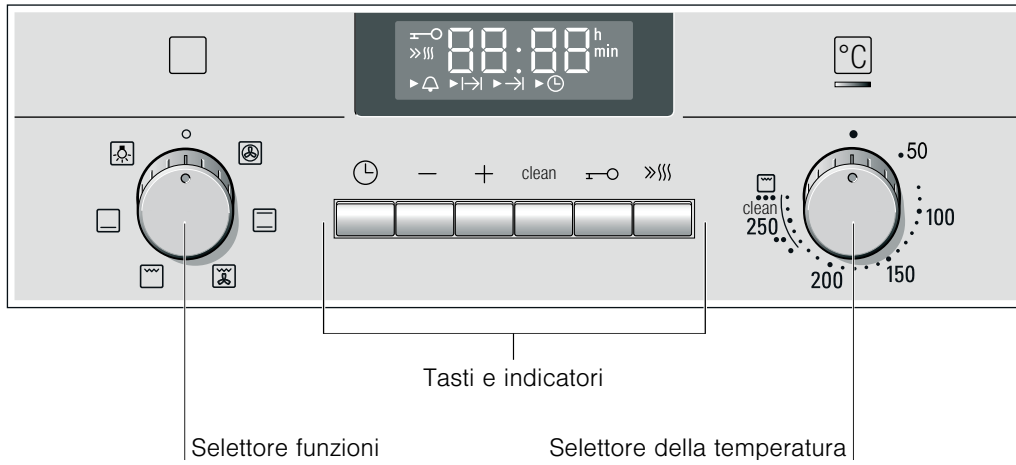 88:88 h
min
°C
50
100
150
200
250
clean
− + clean
Tasti e indicatori
Selettore funzioni
Selettore della temperatura